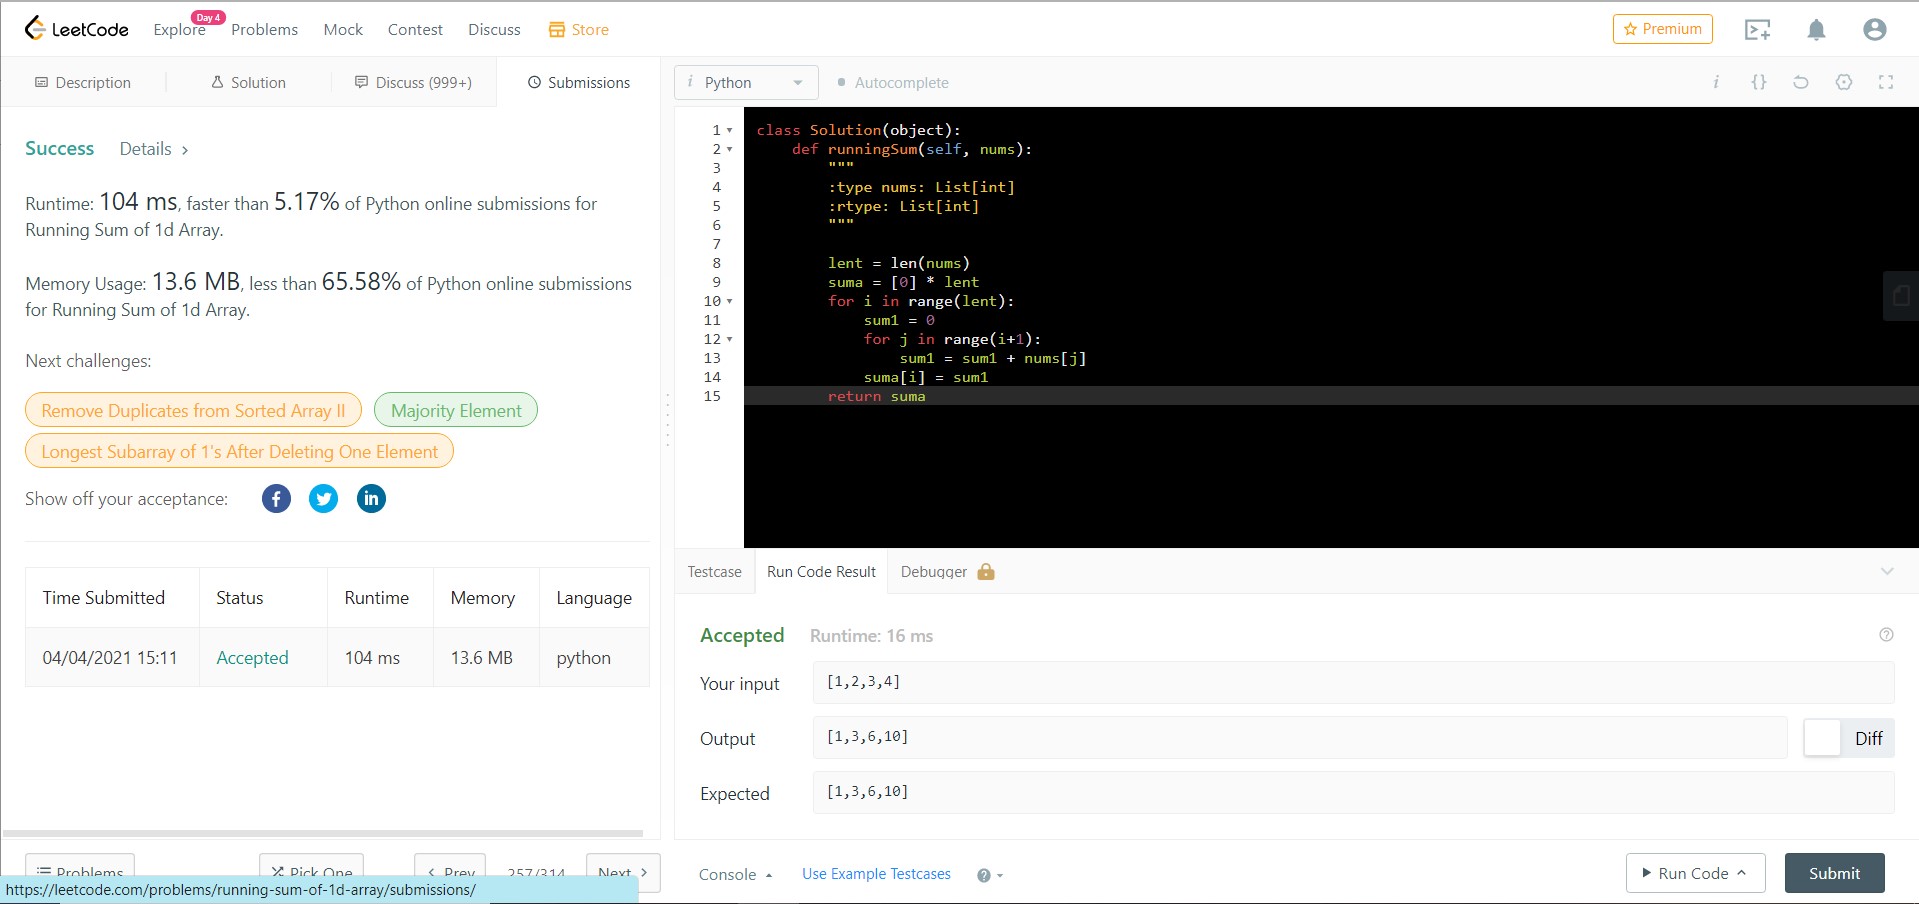 LeetCode
Explore
Day 4
Problems
Mock
Contest
Discuss
Store
Premium
Description
Solution
Discuss (999+)
Submissions
Success
Details >
Runtime: 104 ms, faster than 5.17% of Python online submissions for
Running Sum of 1d Array.
Memory Usage: 13.6 MB, less than 65.58% of Python online submissions
for Running Sum of 1d Array.
Next challenges:
Remove Duplicates from Sorted Array II
Majority Element
Longest Subarray of 1's After Deleting One Element
Show off your acceptance:
Time Submitted Status Runtime Memory Language
04/04/2021 15:11 Accepted 104 ms 13.6 MB python
Problems
Pick One
< Prev
257/314
Next >
https://leetcode.com/problems/running-sum-of-1d-array/submissions/
i Python
Autocomplete
i {}
1 class Solution(object):
2     def runningSum(self, nums):
3         """
4         :type nums: List[int]
5         :rtype: List[int]
6         """
7
8         lent = len(nums)
9         suma = [0] * lent
10         for i in range(lent):
11             sum1 = 0
12             for j in range(i+1):
13                 sum1 = sum1 + nums[j]
14             suma[i] = sum1
15         return suma
Testcase
Run Code Result
Debugger
Accepted
Runtime: 16 ms
Your input
[1,2,3,4]
Output
[1,3,6,10]
Diff
Expected
[1,3,6,10]
Console
Use Example Testcases
Run Code
Submit